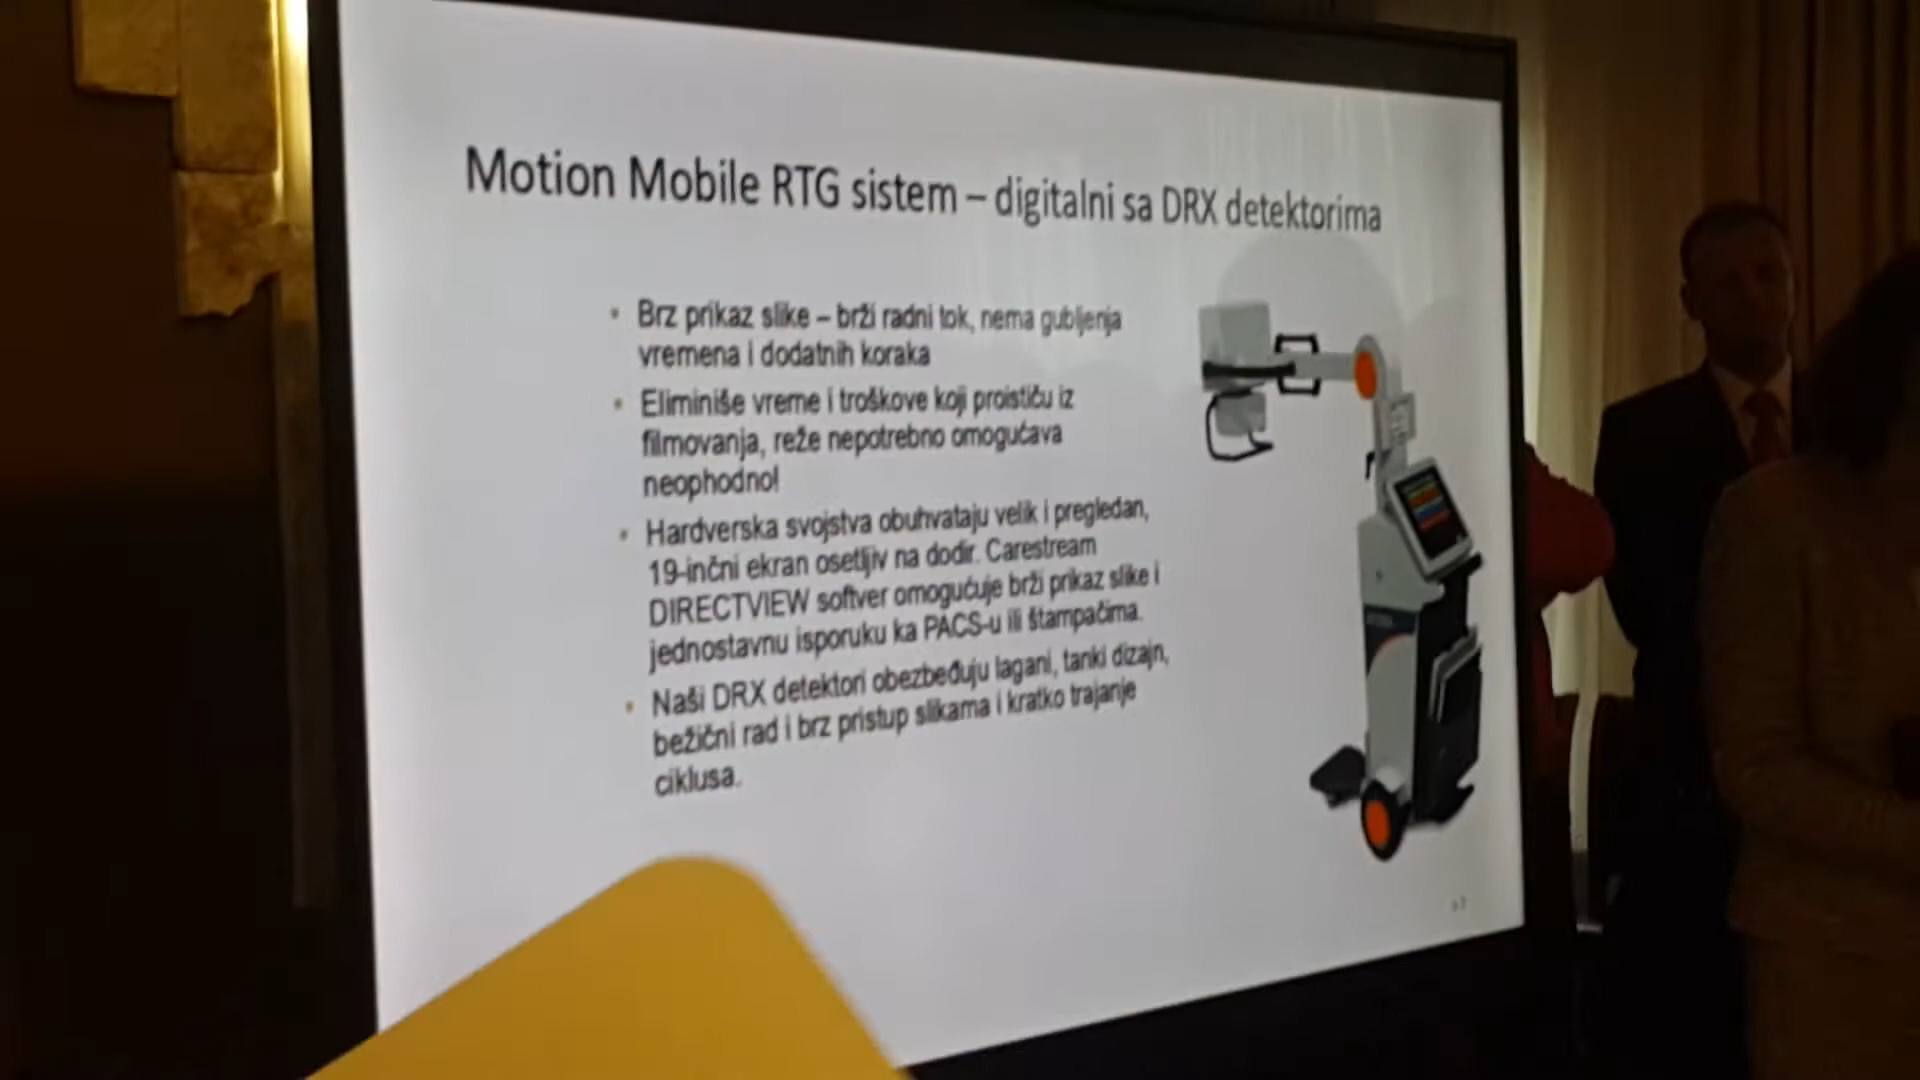 Motion Mobile RTG sistem – digitalni sa DRX detektorima
• Brz prikaz slike – brži radni tok, nema gubljenja
vremena i dodatnih koraka
• Eliminiše vreme i troškove koji proističu iz
filmovanja, reže nepotrebno omogućava
neophodno!
• Hardverska svojstva obuhvataju velik i pregledan,
19-inčni ekran osetljiv na dodir. Carestream
DIRECTVIEW softver omogućuje brži prikaz slike i
jednostavnu isporuku ka PACS-u ili štampačima.
• Naši DRX detektori obezbeđuju lagani, tanki dizajn,
bežični rad i brz pristup slikama i kratko trajanje
ciklusa.